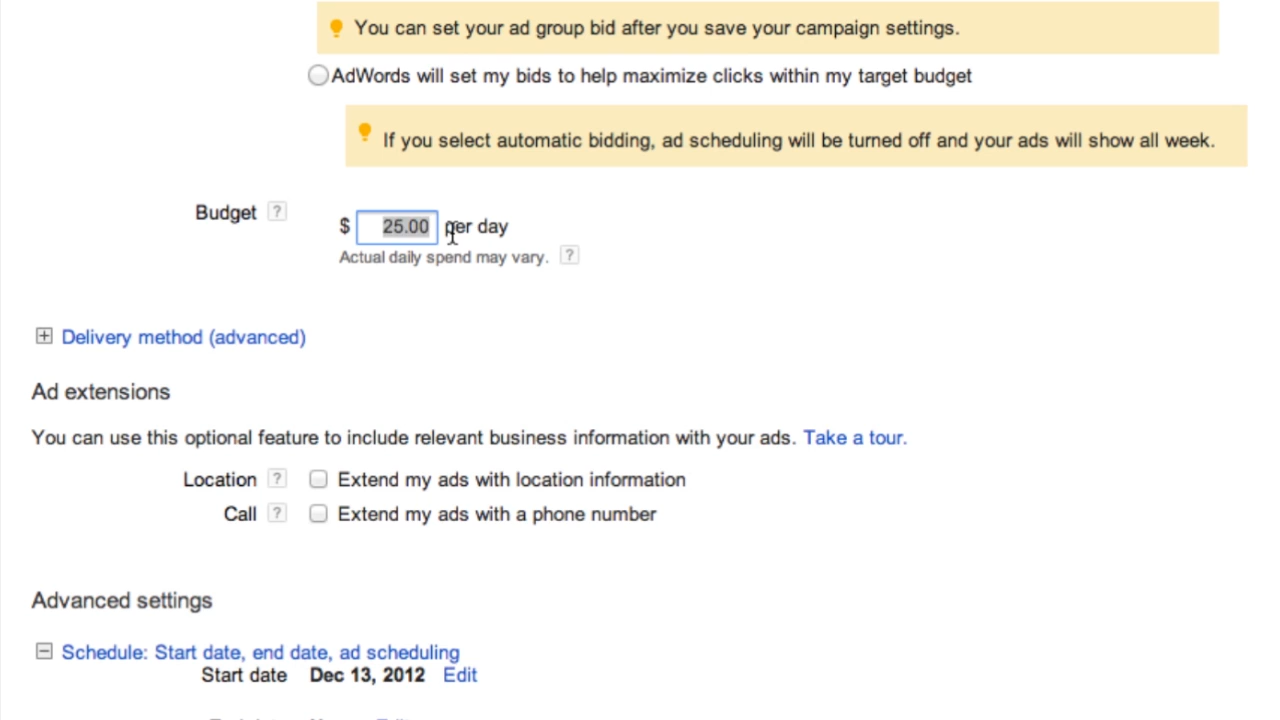 You can set your ad group bid after you save your campaign settings.
AdWords will set my bids to help maximize clicks within my target budget
If you select automatic bidding, ad scheduling will be turned off and your ads will show all week.
Budget ?
$ 25.00 per day
Actual daily spend may vary. ?
Delivery method (advanced)
Ad extensions
You can use this optional feature to include relevant business information with your ads. Take a tour.
Location ? Extend my ads with location information
Call ? Extend my ads with a phone number
Advanced settings
Schedule: Start date, end date, ad scheduling
Start date Dec 13, 2012 Edit